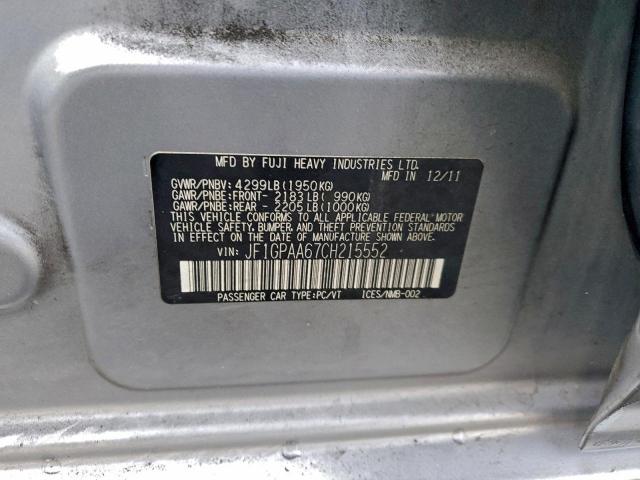 MFD BY FUJI HEAVY INDUSTRIES LTD.
MFD IN 12/11
GVWR/PNBV: 4299LB(1950KG)
GAWR/PNBE:FRONT- 2183LB( 990KG)
GAWR/PNBE:REAR - 2205LB(1000KG)
THIS VEHICLE CONFORMS TO ALL APPLICABLE FEDERAL MOTOR
VEHICLE SAFETY, BUMPER, AND THEFT PREVENTION STANDARDS
IN EFFECT ON THE DATE OF MANUFACTURE SHOWN ABOVE.
VIN: JF1GPAA67CH215552
PASSENGER CAR TYPE:PC/VT ICES/NMB-002